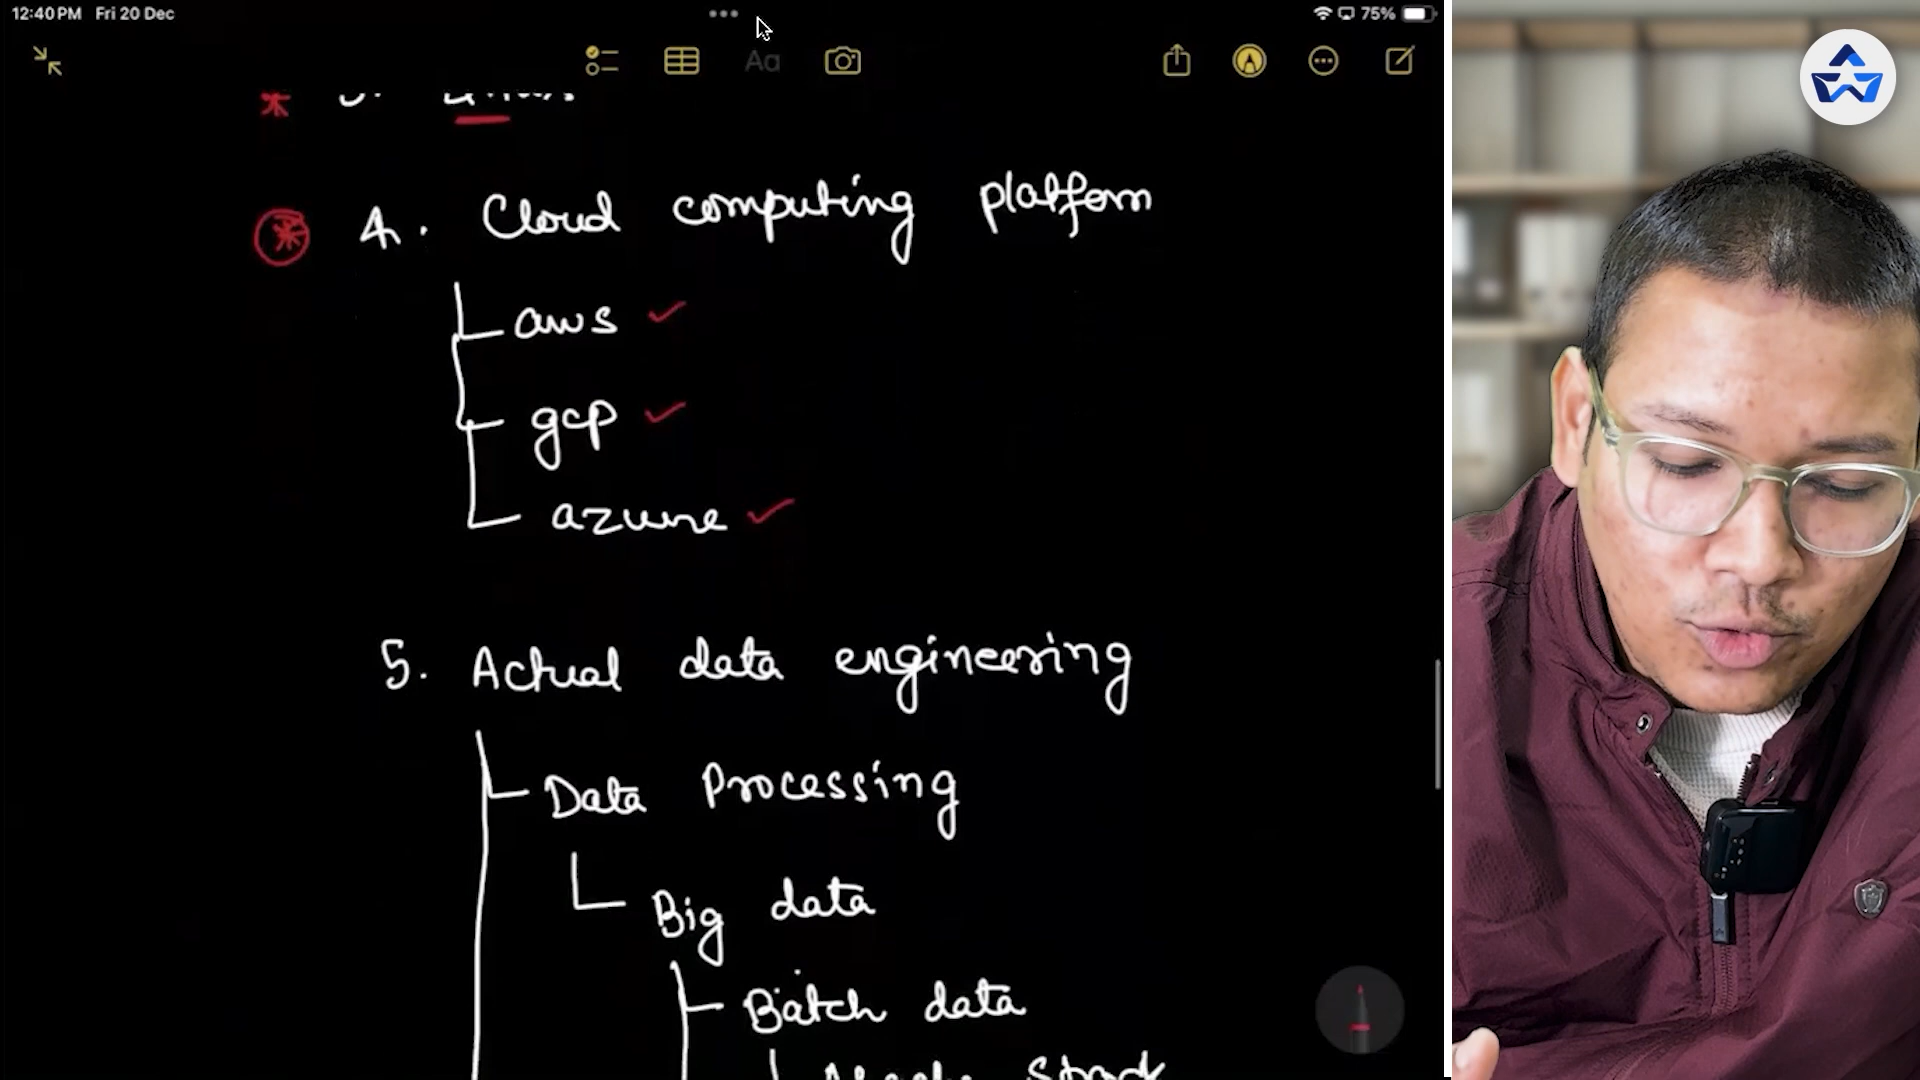 12:40 PM Fri 20 Dec
75%
Aa
4. Cloud computing platform
aws
gcp
azure
5. Actual data engineering
Data Processing
Big data
Batch data